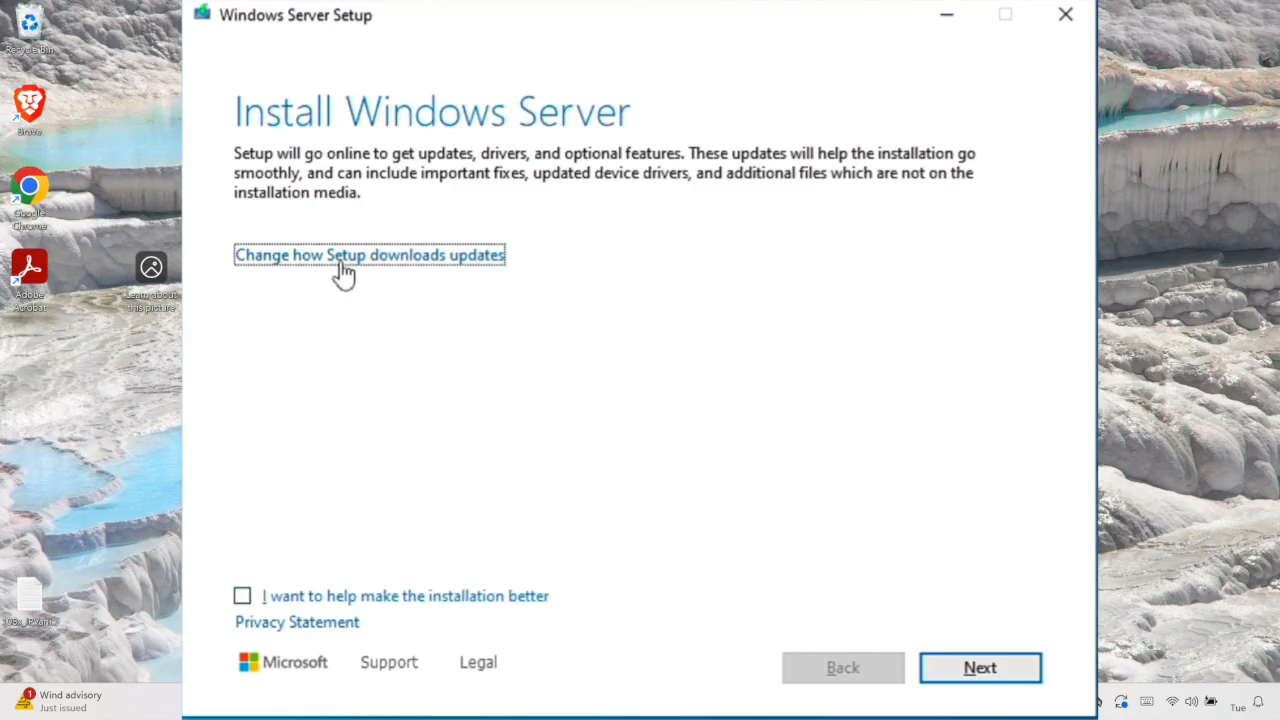 Windows Server Setup
Recycle Bin
Install Windows Server
Setup will go online to get updates, drivers, and optional features. These updates will help the installation go
smoothly, and can include important fixes, updated device drivers, and additional files which are not on the
installation media.
Brave
Google
Chrome
Change how Setup downloads updates
Adobe
Acrobat
Learn about
this picture
I want to help make the installation better
Privacy Statement
Microsoft
Support
Legal
Back
Next
1
Wind advisory
Just issued
Tue